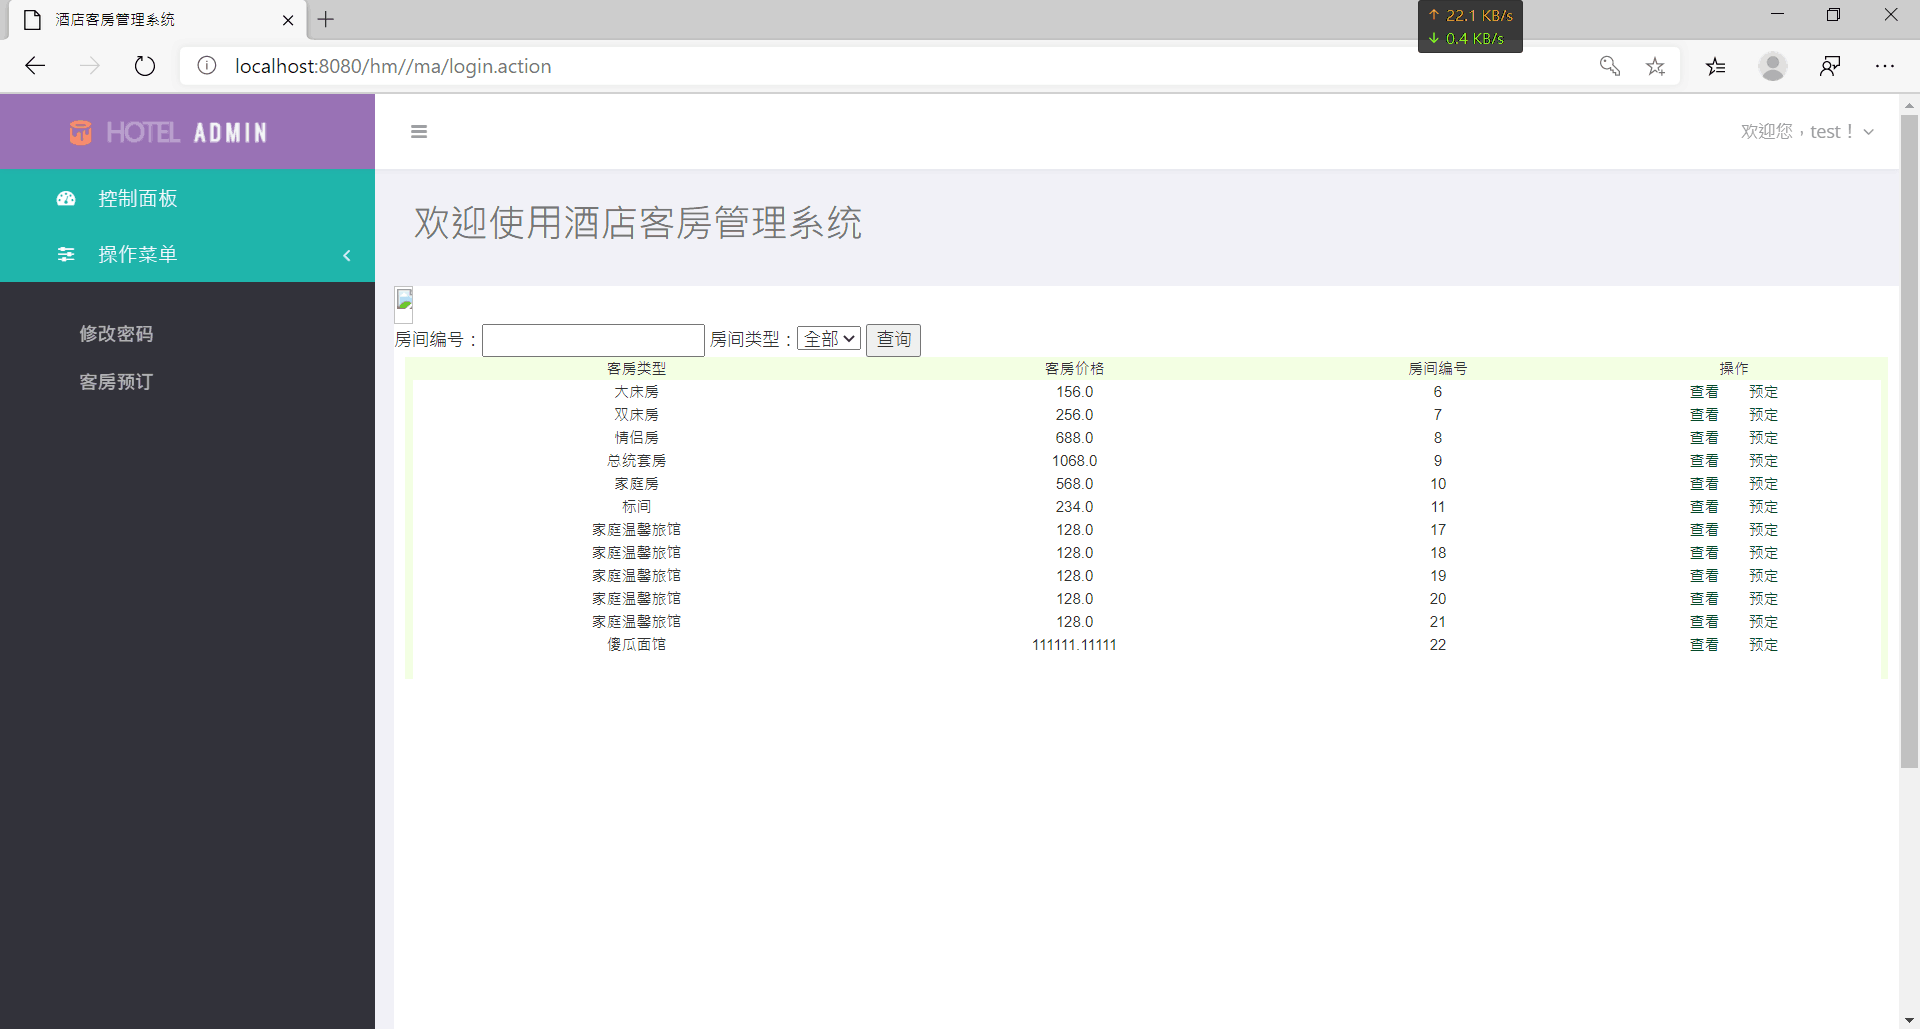 酒店客房管理系统
↑ 22.1 KB/s
↓ 0.4 KB/s
localhost:8080/hm//ma/login.action
HOTEL ADMIN
欢迎您，test！
控制面板
操作菜单
修改密码
客房预订
欢迎使用酒店客房管理系统
房间编号： 房间类型： 全部 查询
客房类型 客房价格 房间编号 操作
大床房 156.0 6 查看 预定
双床房 256.0 7 查看 预定
情侣房 688.0 8 查看 预定
总统套房 1068.0 9 查看 预定
家庭房 568.0 10 查看 预定
标间 234.0 11 查看 预定
家庭温馨旅馆 128.0 17 查看 预定
家庭温馨旅馆 128.0 18 查看 预定
家庭温馨旅馆 128.0 19 查看 预定
家庭温馨旅馆 128.0 20 查看 预定
家庭温馨旅馆 128.0 21 查看 预定
傻瓜面馆 111111.11111 22 查看 预定